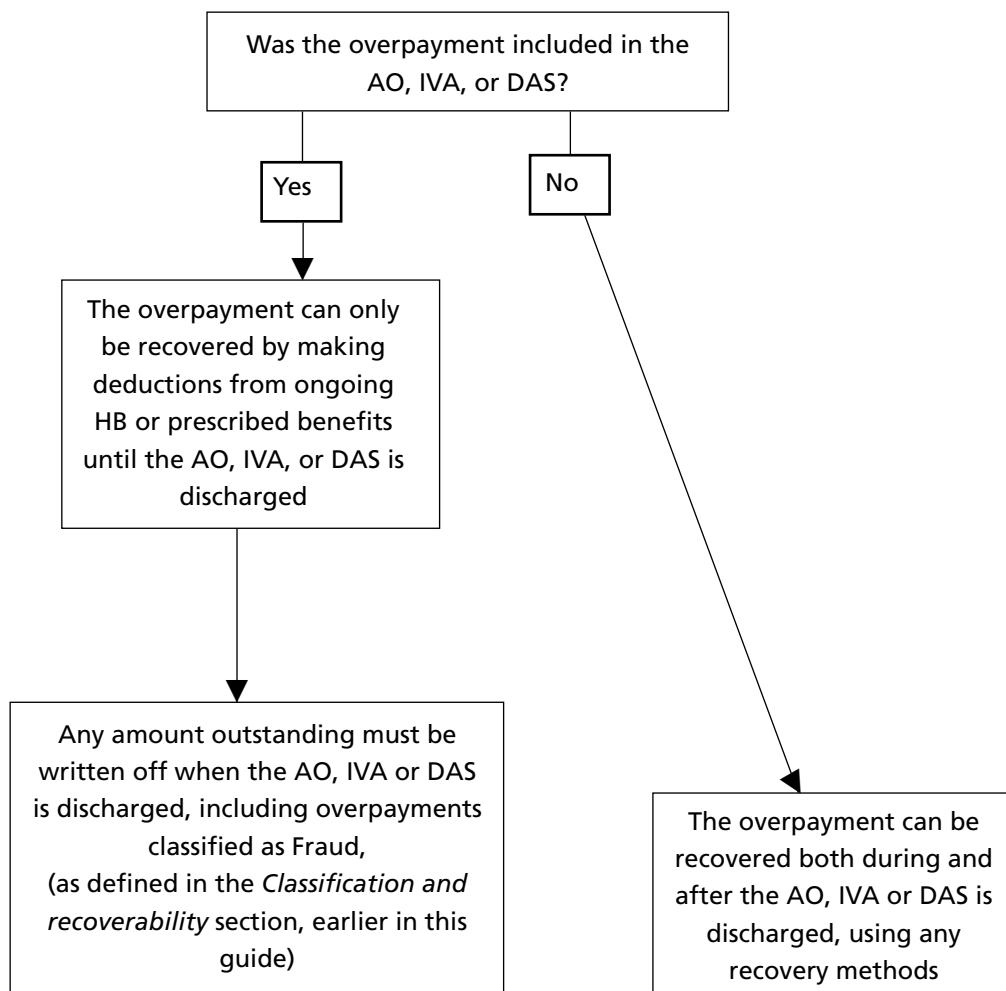 Was the overpayment included in the
AO, IVA, or DAS?
Yes
No
The overpayment can only
be recovered by making
deductions from ongoing
HB or prescribed benefits
until the AO, IVA, or DAS is
discharged
Any amount outstanding must be
written off when the AO, IVA or DAS
is discharged, including overpayments
classified as Fraud,
(as defined in the Classification and
recoverability section, earlier in this
guide)
The overpayment can be
recovered both during and
after the AO, IVA or DAS is
discharged, using any
recovery methods